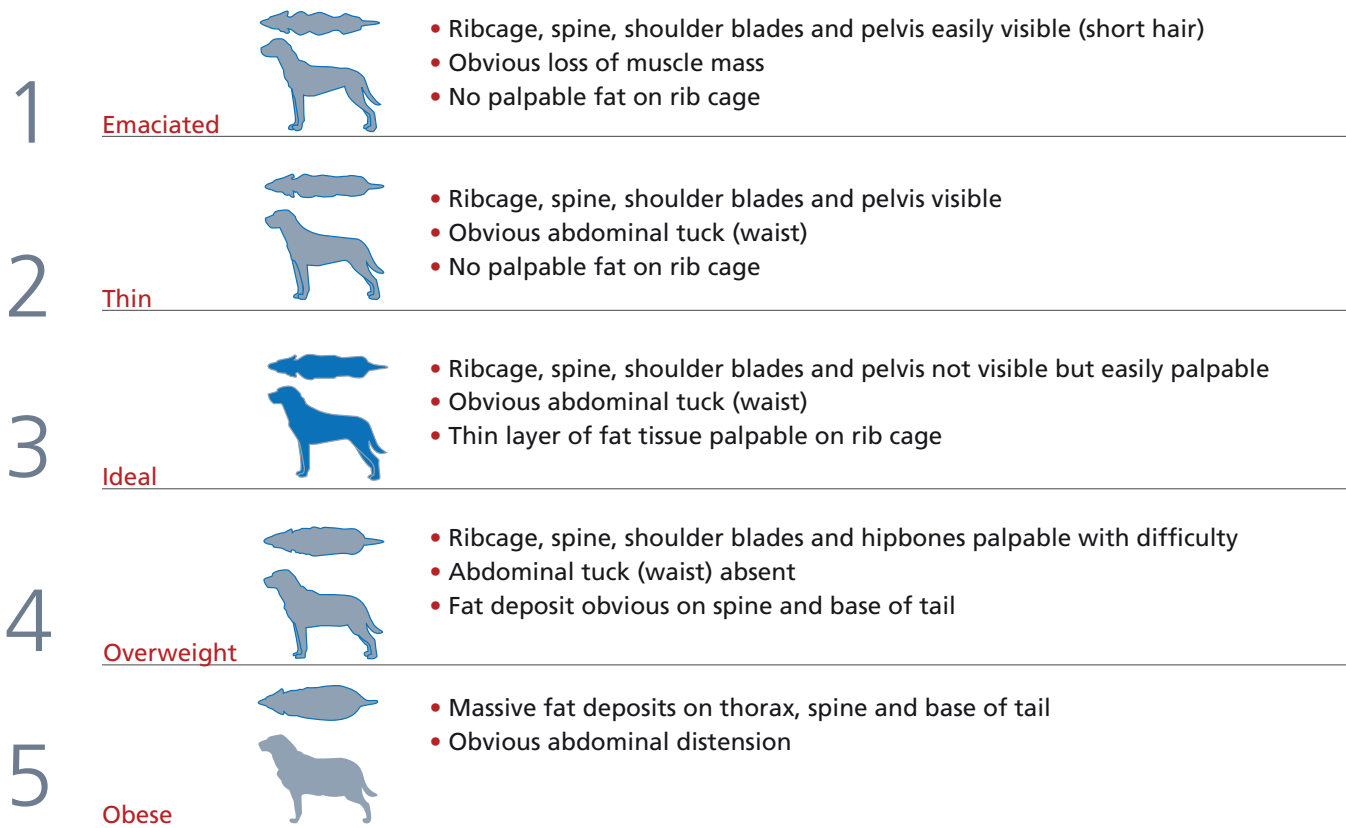 1
Emaciated
• Ribcage, spine, shoulder blades and pelvis easily visible (short hair)
• Obvious loss of muscle mass
• No palpable fat on rib cage
2
Thin
• Ribcage, spine, shoulder blades and pelvis visible
• Obvious abdominal tuck (waist)
• No palpable fat on rib cage
3
Ideal
• Ribcage, spine, shoulder blades and pelvis not visible but easily palpable
• Obvious abdominal tuck (waist)
• Thin layer of fat tissue palpable on rib cage
4
Overweight
• Ribcage, spine, shoulder blades and hipbones palpable with difficulty
• Abdominal tuck (waist) absent
• Fat deposit obvious on spine and base of tail
5
Obese
• Massive fat deposits on thorax, spine and base of tail
• Obvious abdominal distension